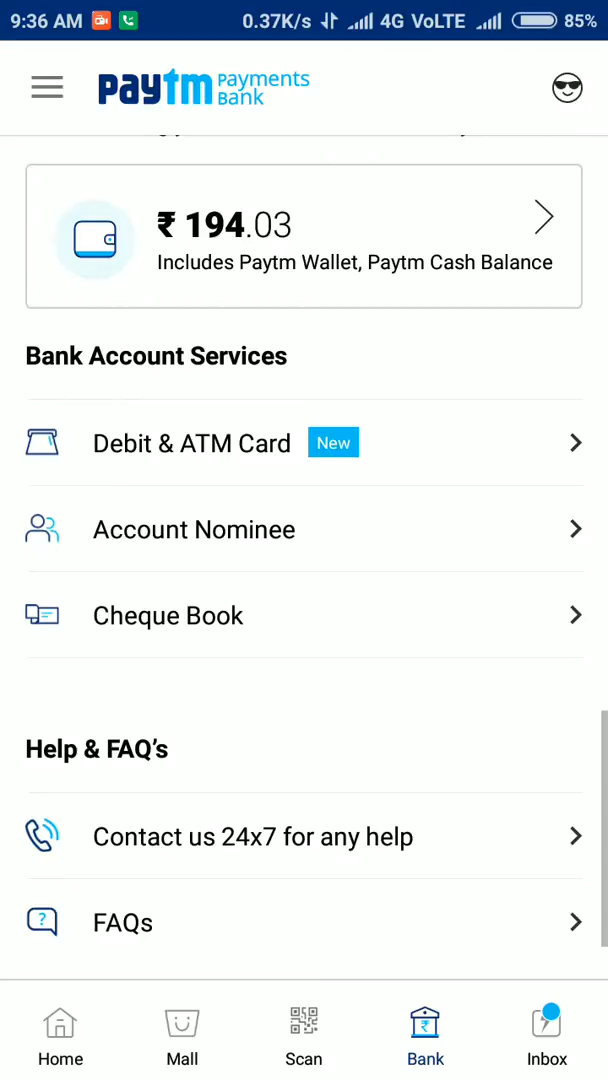 9:36 AM 0.37K/s 4G VoLTE 85%
paytm Payments Bank
₹ 194.03
Includes Paytm Wallet, Paytm Cash Balance
Bank Account Services
Debit & ATM Card New
Account Nominee
Cheque Book
Help & FAQ's
Contact us 24x7 for any help
FAQs
Home Mall Scan Bank Inbox